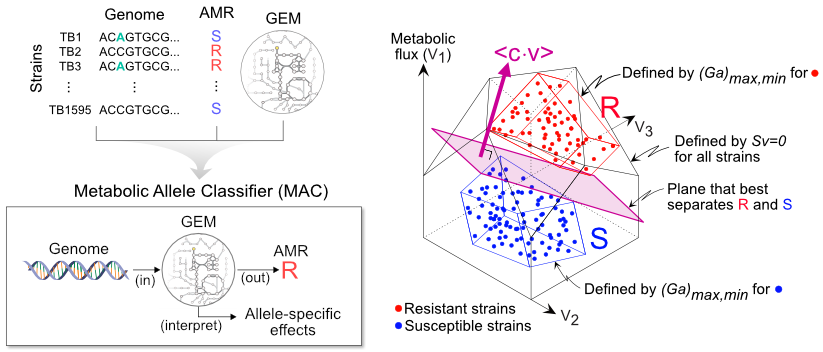 Genome AMR GEM
Strains
TB1 ACAGTGCG... S
TB2 ACCGTGCG... R
TB3 ACAGTGCG... R
⋮ ⋮ ⋮
TB1595 ACCGTGCG... S
Metabolic Allele Classifier (MAC)
GEM
Genome
AMR
(in)
(out)
R
(interpret)
Allele-specific
effects
Metabolic
flux (V1)
<c·v>
Defined by (Ga)max,min for
R
V3
Defined by Sv=0
for all strains
Plane that best
separates R and S
S
Defined by (Ga)max,min for
V2
Resistant strains
Susceptible strains